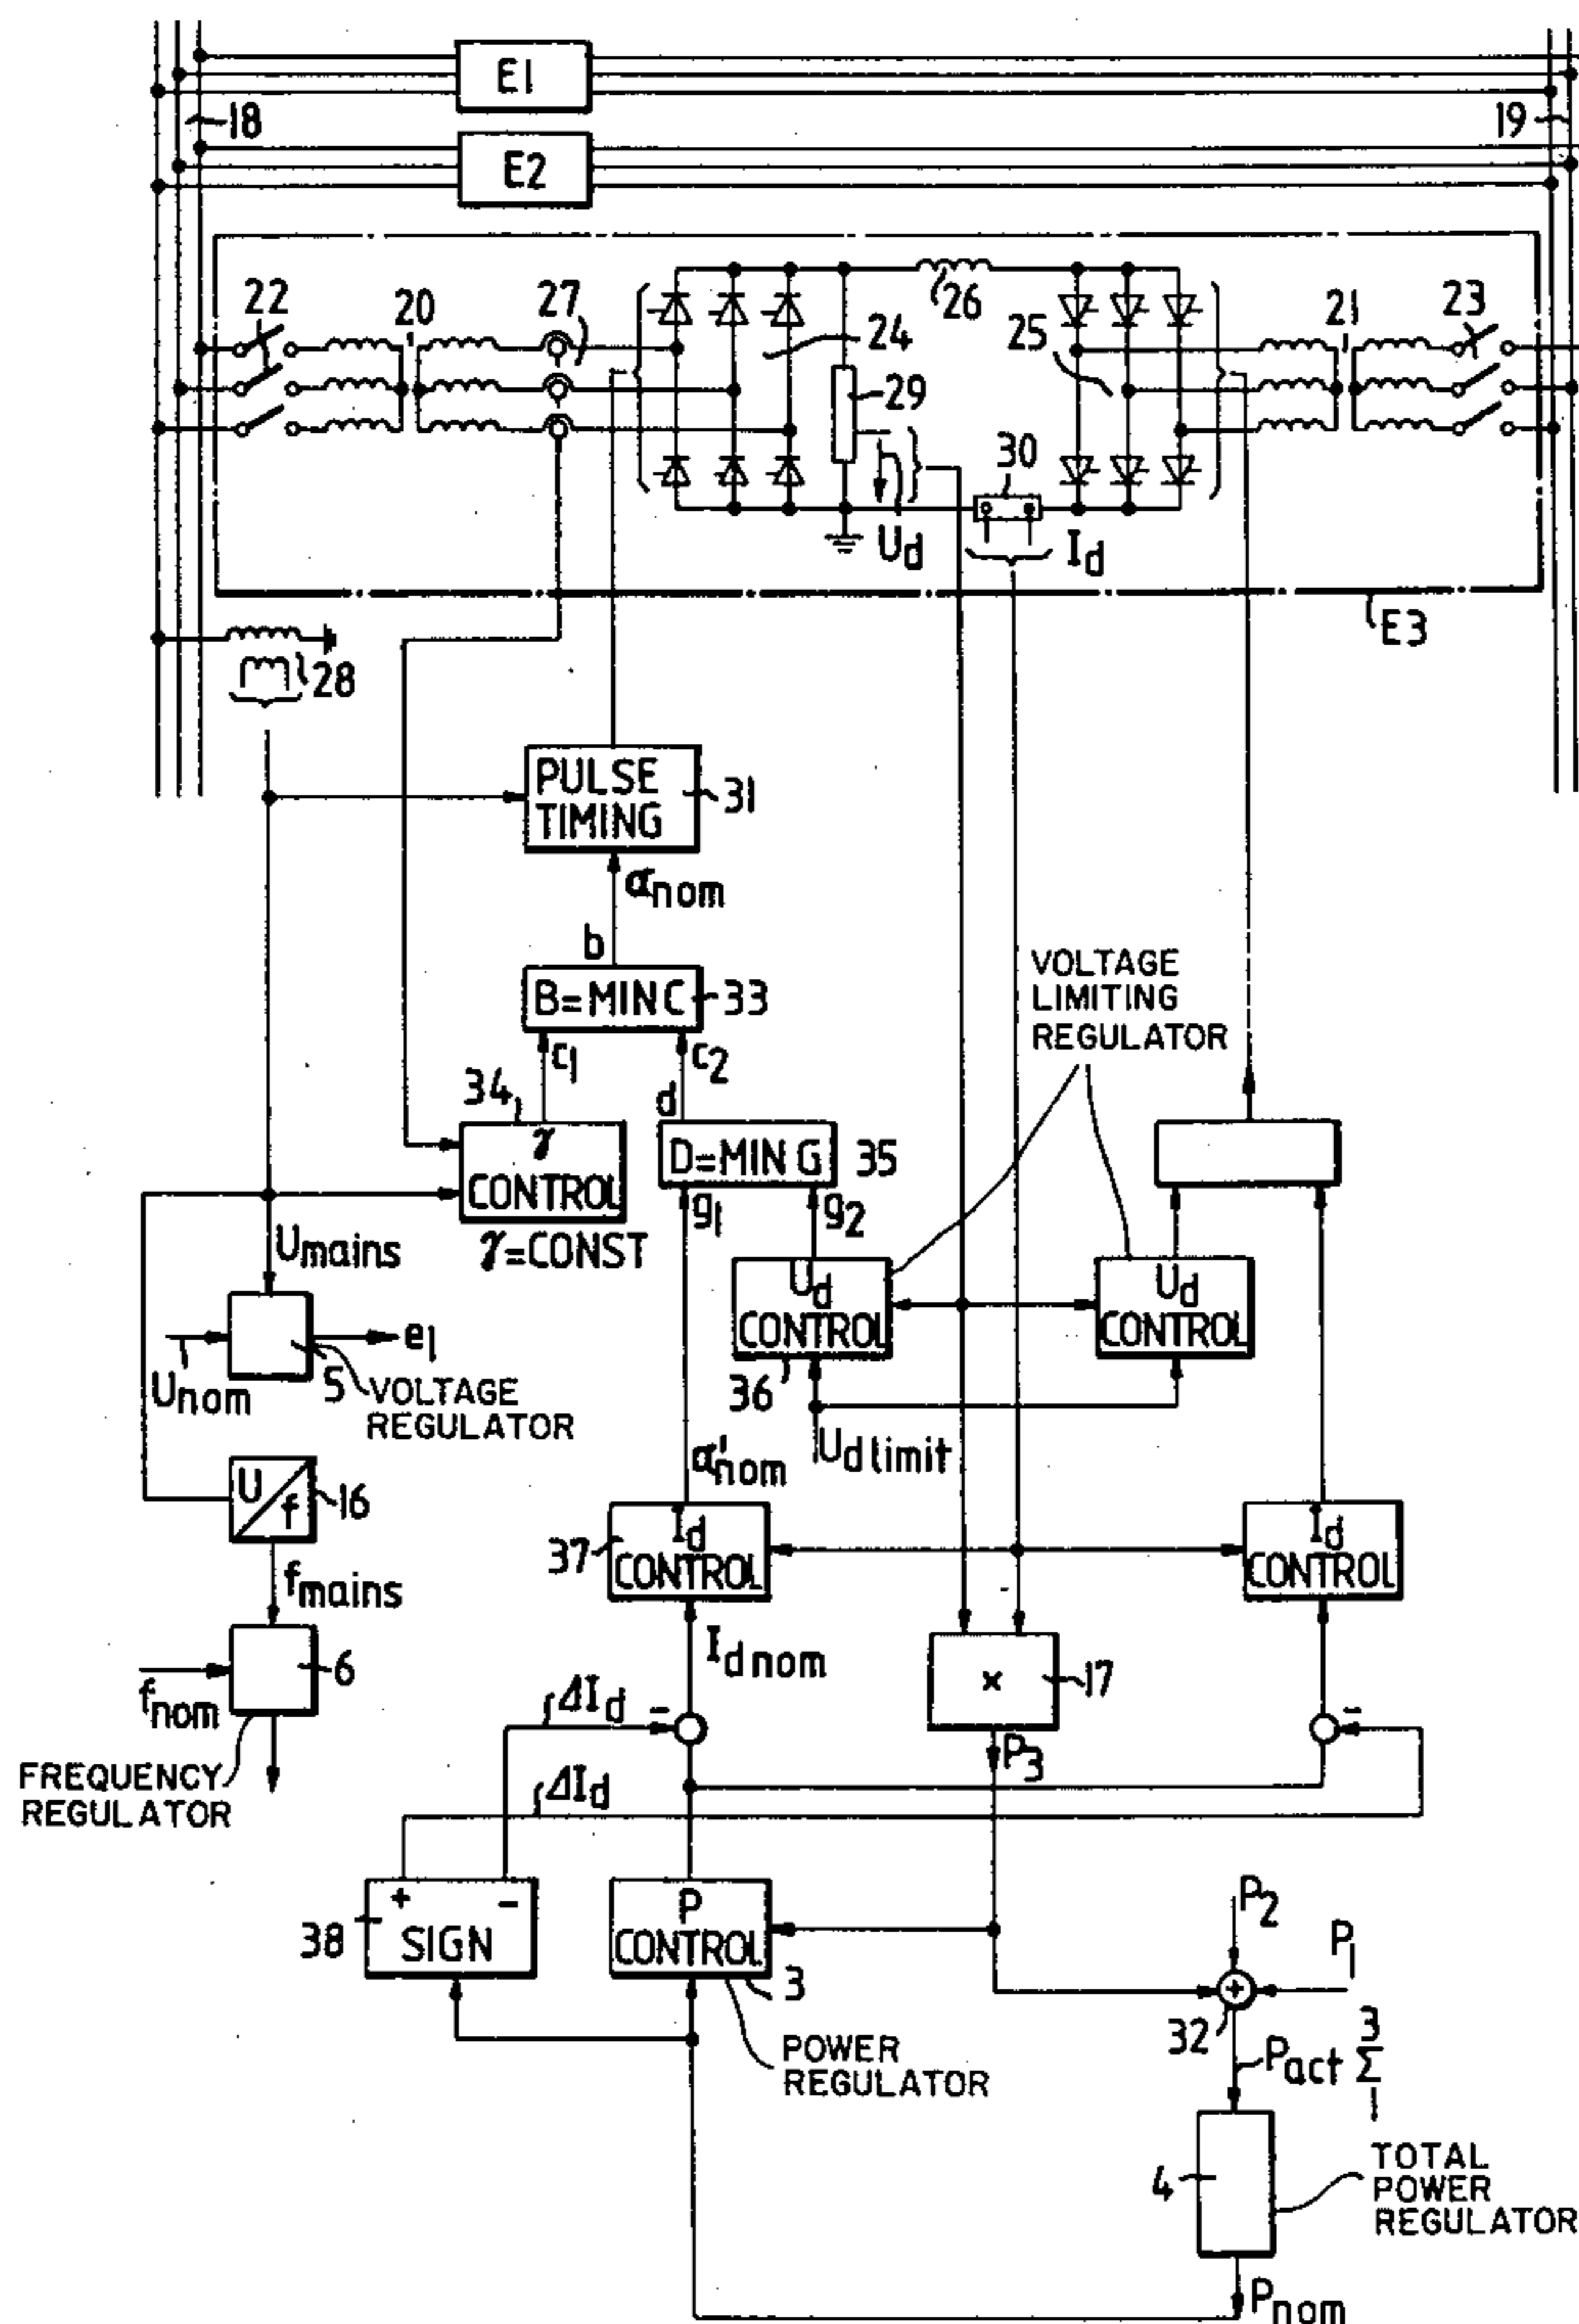 E1
18
19
E2
22
20
27
24
26
25
21
23
29
30
Ud
Id
E3
28
PULSE
TIMING
31
αnom
b
B=MIN C
33
c1
c2
VOLTAGE
LIMITING
REGULATOR
34
d
γ
CONTROL
D=MIN G
35
γ=CONST
g1
g2
Umains
Ud
CONTROL
Ud
CONTROL
e1
Unom
5
VOLTAGE
REGULATOR
36
Ud limit
α'nom
U
f
16
Id
CONTROL
37
Id
CONTROL
fmains
Id nom
6
fnom
x
17
ΔId
-
-
P3
FREQUENCY
REGULATOR
ΔId
+
-
SIGN
38
P
CONTROL
3
P2
P1
+
32
POWER
REGULATOR
Pact
3
Σ
1
4
TOTAL
POWER
REGULATOR
Pnom